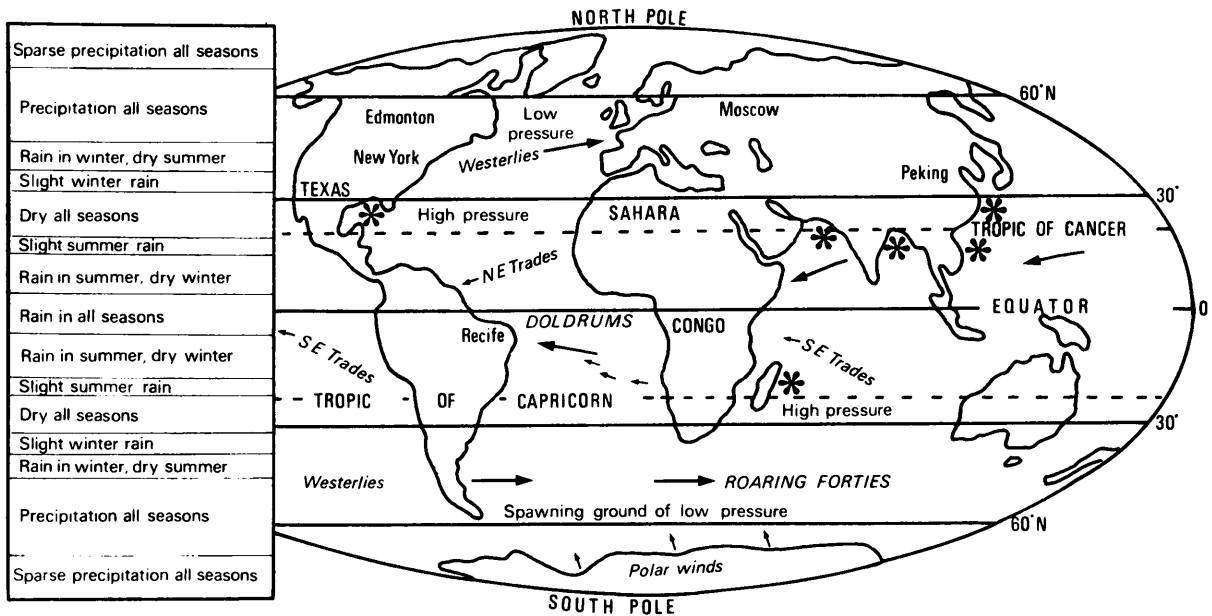 NORTH POLE
Sparse precipitation all seasons
Precipitation all seasons
Rain in winter, dry summer
Slight winter rain
Dry all seasons
Slight summer rain
Rain in summer, dry winter
Rain in all seasons
Rain in summer, dry winter
Slight summer rain
Dry all seasons
Slight winter rain
Rain in winter, dry summer
Precipitation all seasons
Sparse precipitation all seasons
60°N
Edmonton
Low
pressure
Moscow
New York
Westerlies
Peking
TEXAS
30°
High pressure
SAHARA
TROPIC OF CANCER
NE Trades
EQUATOR
0
DOLDRUMS
CONGO
Recife
SE Trades
SE Trades
TROPIC OF CAPRICORN
High pressure
30°
Westerlies
ROARING FORTIES
Spawning ground of low pressure
60°N
Polar winds
SOUTH POLE